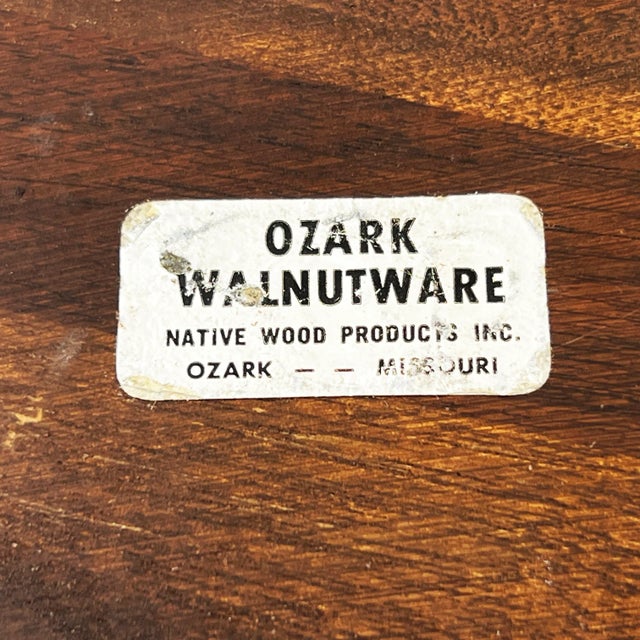 OZARK
WALNUTWARE
NATIVE WOOD PRODUCTS INC.
OZARK — — MISSOURI